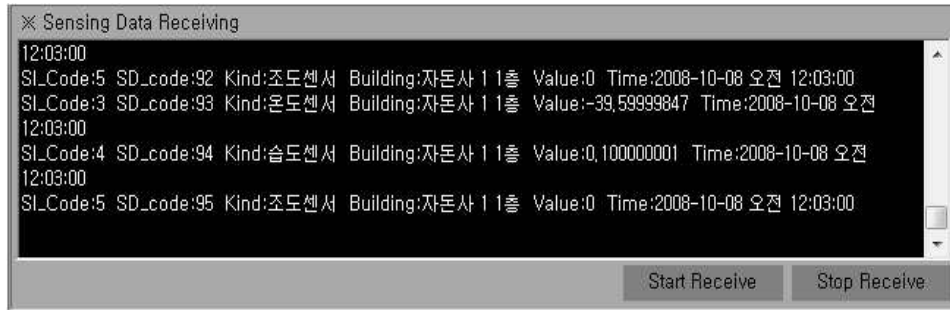 ※ Sensing Data Receiving
12:03:00
SI_Code:5 SD_code:92 Kind:조도센서 Building:자돈사 1 1층 Value:0 Time:2008-10-08 오전 12:03:00
SI_Code:3 SD_code:93 Kind:온도센서 Building:자돈사 1 1층 Value:-39,59999847 Time:2008-10-08 오전
12:03:00
SI_Code:4 SD_code:94 Kind:습도센서 Building:자돈사 1 1층 Value:0,100000001 Time:2008-10-08 오전
12:03:00
SI_Code:5 SD_code:95 Kind:조도센서 Building:자돈사 1 1층 Value:0 Time:2008-10-08 오전 12:03:00
Start Receive Stop Receive